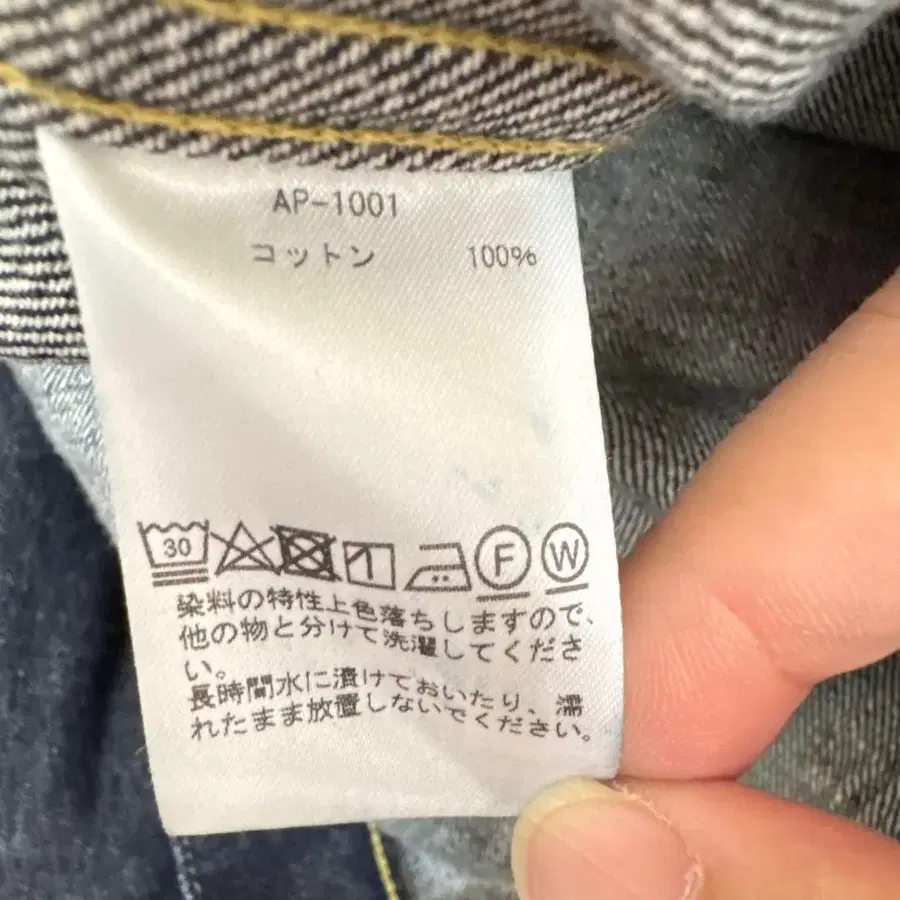 AP-1001
コットン 100%
30 F W
染料の特性上色落ちしますので、
他の物と分けて洗濯してくださ
い。
長時間水に漬けておいたり、濡
れたまま放置しないでください。